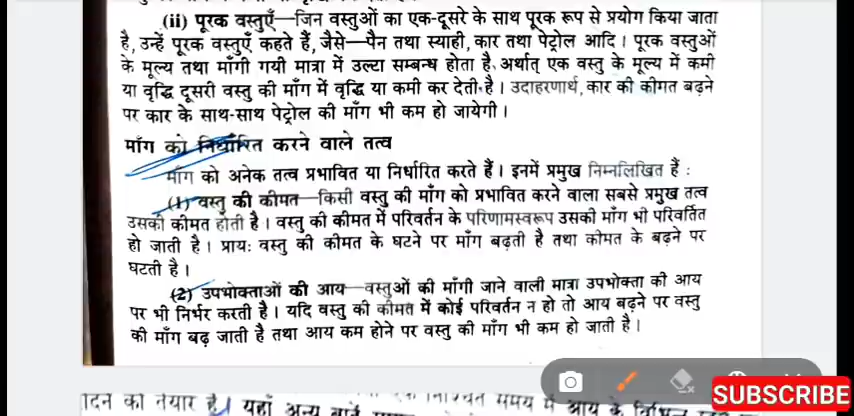 (ii) पूरक वस्तुएँ—जिन वस्तुओं का एक-दूसरे के साथ पूरक रूप से प्रयोग किया जाता
है, उन्हें पूरक वस्तुएँ कहते हैं, जैसे—पैन तथा स्याही, कार तथा पेट्रोल आदि। पूरक वस्तुओं
के मूल्य तथा माँगी गयी मात्रा में उल्टा सम्बन्ध होता है, अर्थात् एक वस्तु के मूल्य में कमी
या वृद्धि दूसरी वस्तु की माँग में वृद्धि या कमी कर देती है। उदाहरणार्थ, कार की कीमत बढ़ने
पर कार के साथ-साथ पेट्रोल की माँग भी कम हो जायेगी।
माँग को निर्धारित करने वाले तत्व
माँग को अनेक तत्व प्रभावित या निर्धारित करते हैं। इनमें प्रमुख निम्नलिखित हैं :
(1) वस्तु की कीमत—किसी वस्तु की माँग को प्रभावित करने वाला सबसे प्रमुख तत्व
उसकी कीमत होती है। वस्तु की कीमत में परिवर्तन के परिणामस्वरूप उसकी माँग भी परिवर्तित
हो जाती है। प्रायः वस्तु की कीमत के घटने पर माँग बढ़ती है तथा कीमत के बढ़ने पर
घटती है।
(2) उपभोक्ताओं की आय—वस्तुओं की माँगी जाने वाली मात्रा उपभोक्ता की आय
पर भी निर्भर करती है। यदि वस्तु की कीमत में कोई परिवर्तन न हो तो आय बढ़ने पर वस्तु
की माँग बढ़ जाती है तथा आय कम होने पर वस्तु की माँग भी कम हो जाती है।
SUBSCRIBE
को तैयार है। यहाँ अन्य बातें समय में आय के